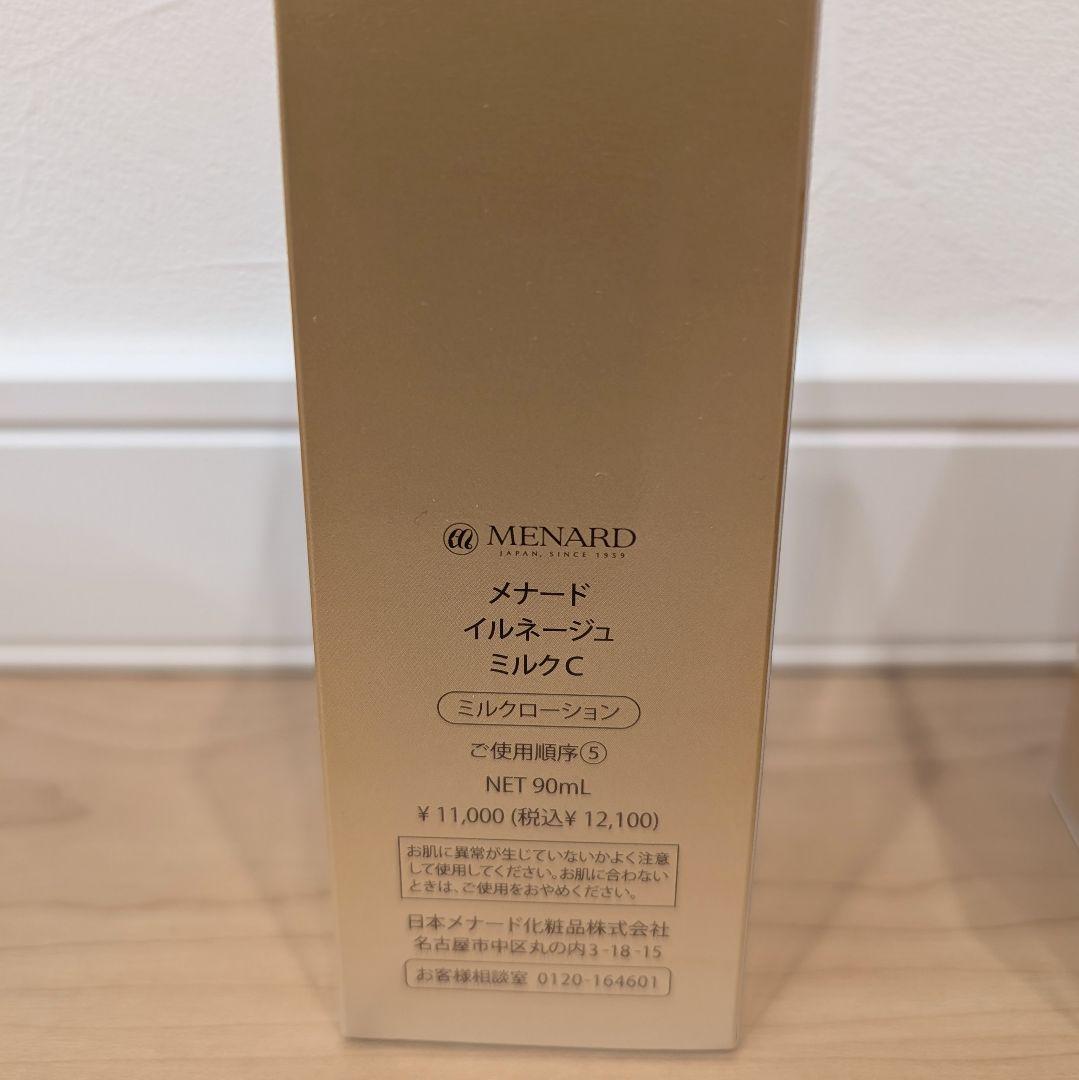 MENARD
JAPAN, SINCE 1959
メナード
イルネージュ
ミルクC
ミルクローション
ご使用順序⑤
NET 90mL
¥ 11,000 (税込¥ 12,100)
お肌に異常が生じていないかよく注意
して使用してください。お肌に合わない
ときは、ご使用をおやめください。
日本メナード化粧品株式会社
名古屋市中区丸の内3-18-15
お客様相談室 0120-164601